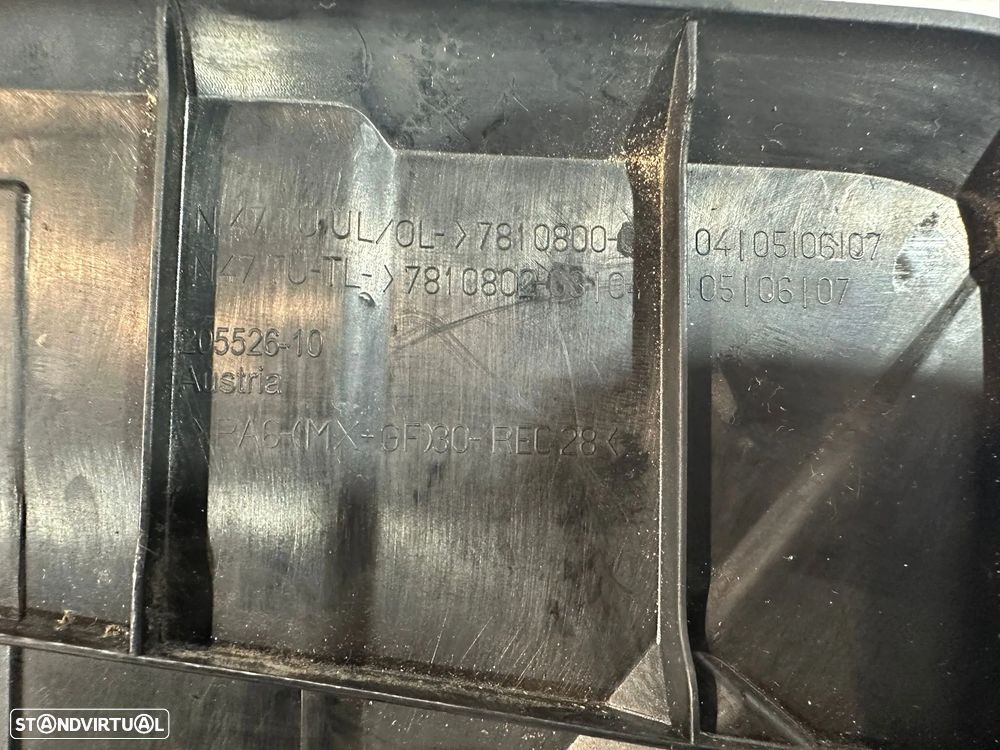 N47 TU,UL/OL->7810800- 04|05|06|07
N47 TU-TL->7810802- |05|06|07
205526-10
Austria
>PA6-(MX-GF)30-REC28<
STANDVIRTUAL